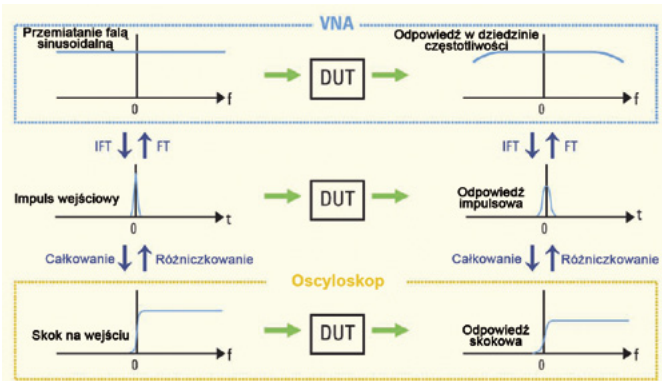 VNA
Przemiatanie falą
sinusoidalną
Odpowiedź w dziedzinie
częstotliwości
DUT
f
0
f
0
IFT
FT
IFT
FT
Impuls wejściowy
DUT
Odpowiedź
impulsowa
t
0
t
0
Całkowanie
Różniczkowanie
Całkowanie
Różniczkowanie
Oscyloskop
Skok na wejściu
DUT
Odpowiedź
skokowa
f
0
f
0